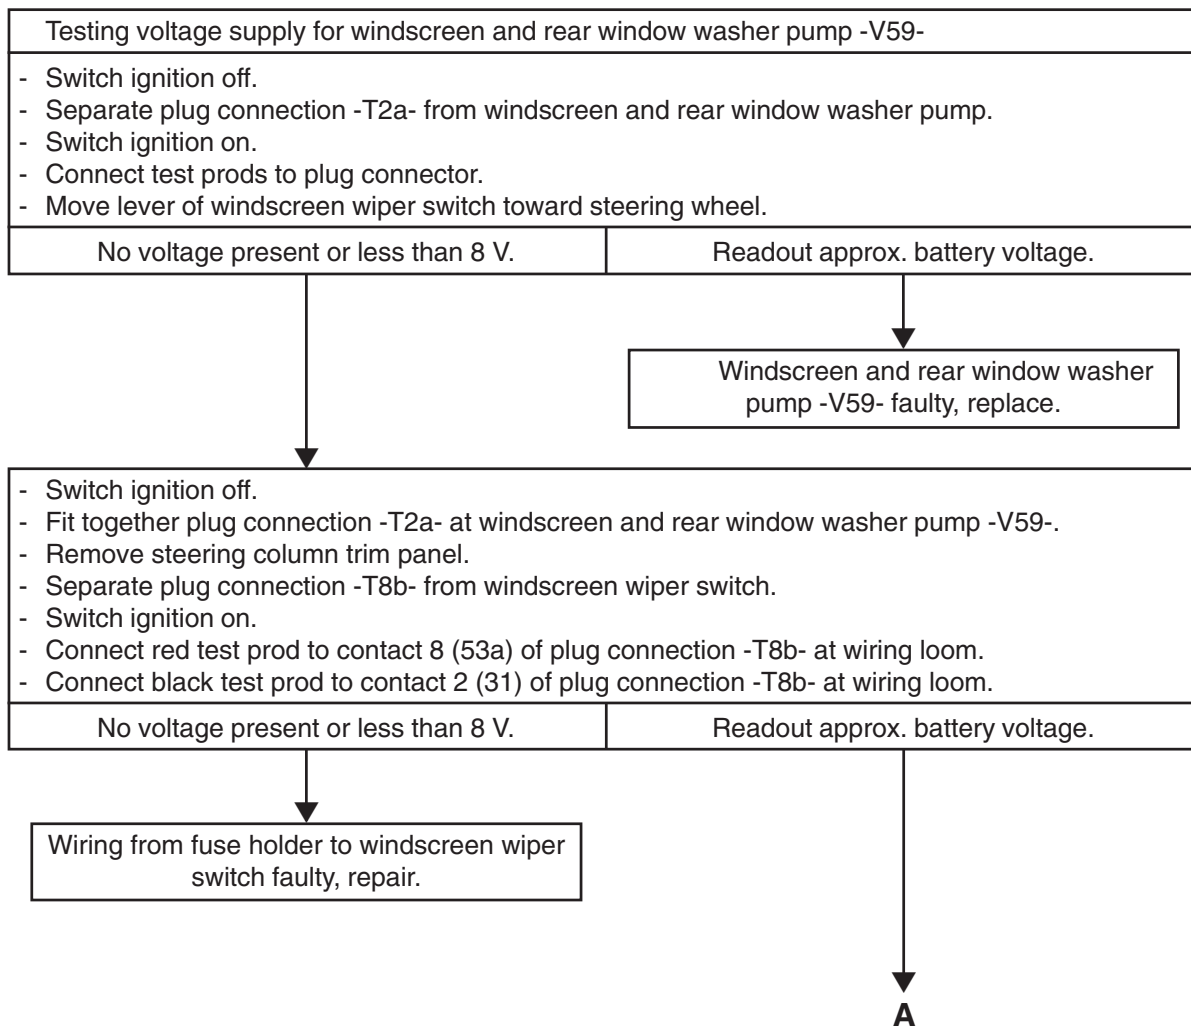 Testing voltage supply for windscreen and rear window washer pump -V59-
- Switch ignition off.
- Separate plug connection -T2a- from windscreen and rear window washer pump.
- Switch ignition on.
- Connect test prods to plug connector.
- Move lever of windscreen wiper switch toward steering wheel.
No voltage present or less than 8 V.
Readout approx. battery voltage.
Windscreen and rear window washer
pump -V59- faulty, replace.
- Switch ignition off.
- Fit together plug connection -T2a- at windscreen and rear window washer pump -V59-.
- Remove steering column trim panel.
- Separate plug connection -T8b- from windscreen wiper switch.
- Switch ignition on.
- Connect red test prod to contact 8 (53a) of plug connection -T8b- at wiring loom.
- Connect black test prod to contact 2 (31) of plug connection -T8b- at wiring loom.
No voltage present or less than 8 V.
Readout approx. battery voltage.
Wiring from fuse holder to windscreen wiper
switch faulty, repair.
A